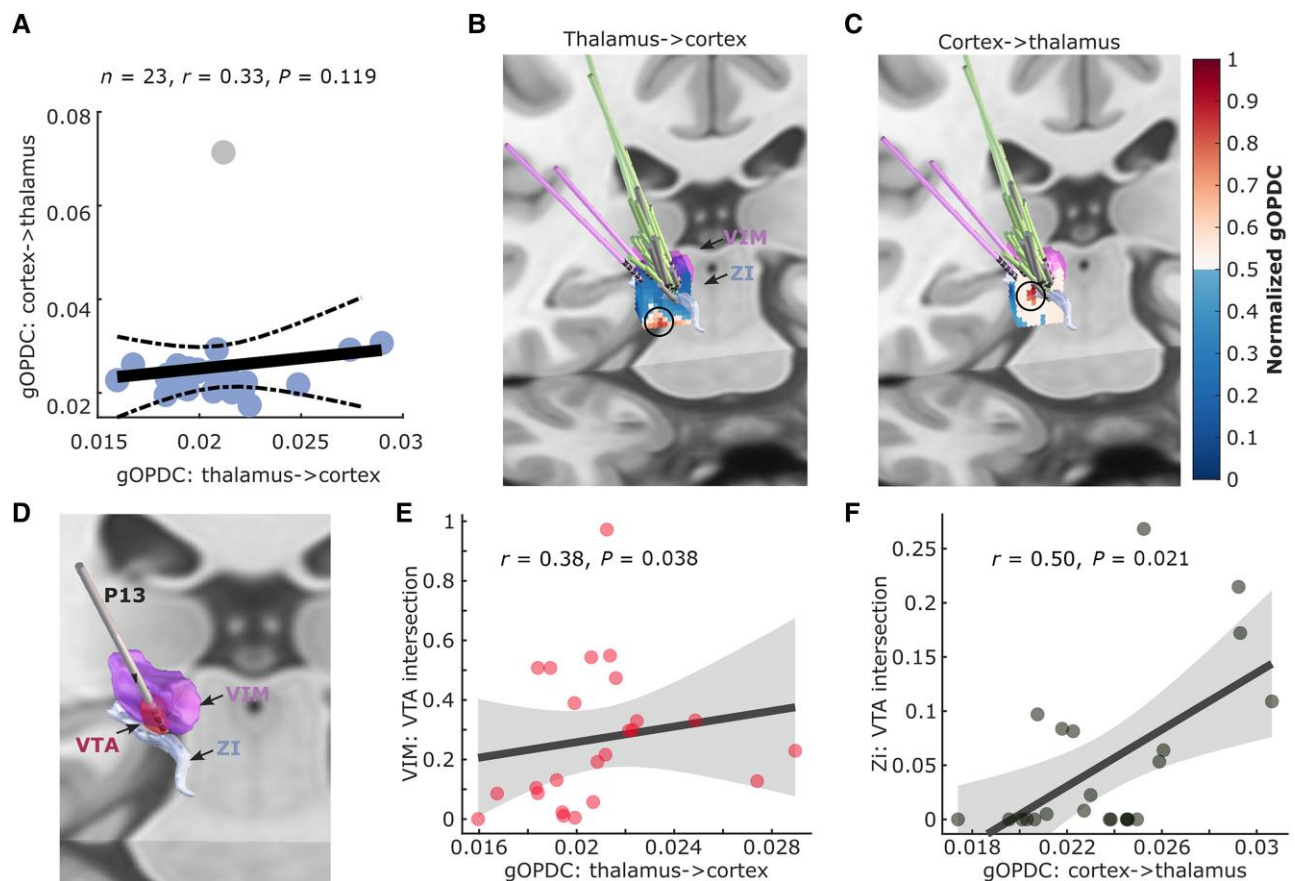 A
n = 23, r = 0.33, P = 0.119
gOPDC: cortex->thalamus
0.08
0.06
0.04
0.02
0.015
0.02
0.025
0.03
gOPDC: thalamus->cortex
B
Thalamus->cortex
VIM
ZI
C
Cortex->thalamus
1
0.9
0.8
0.7
0.6
0.5
0.4
0.3
0.2
0.1
0
Normalized gOPDC
D
P13
VIM
VTA
ZI
E
r = 0.38, P = 0.038
VIM: VTA intersection
1
0.8
0.6
0.4
0.2
0
0.016
0.02
0.024
0.028
gOPDC: thalamus->cortex
F
r = 0.50, P = 0.021
Zi: VTA intersection
0.25
0.2
0.15
0.1
0.05
0
0.018
0.022
0.026
0.03
gOPDC: cortex->thalamus